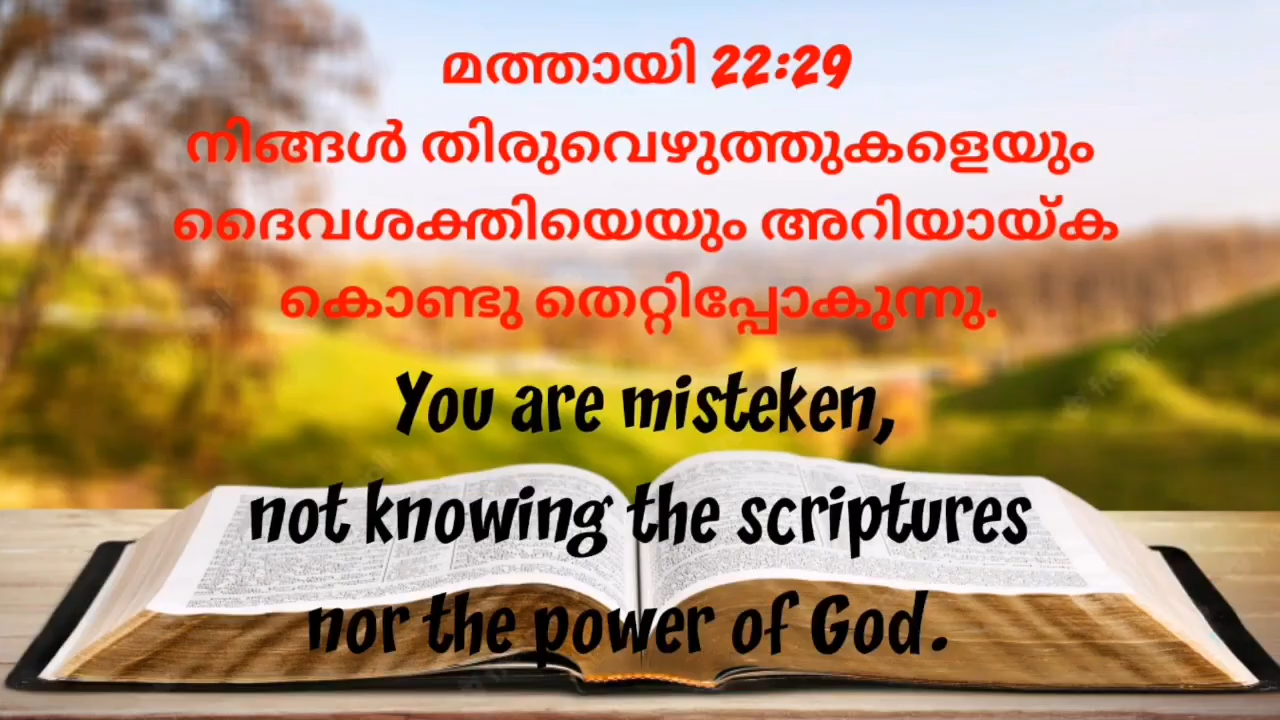 മത്തായി 22:29
നിങ്ങൾ തിരുവെഴുത്തുകളെയും
ദൈവശക്തിയെയും അറിയായ്ക
കൊണ്ടു തെറ്റിപ്പോകുന്നു.
You are misteken,
not knowing the scriptures
nor the power of God.